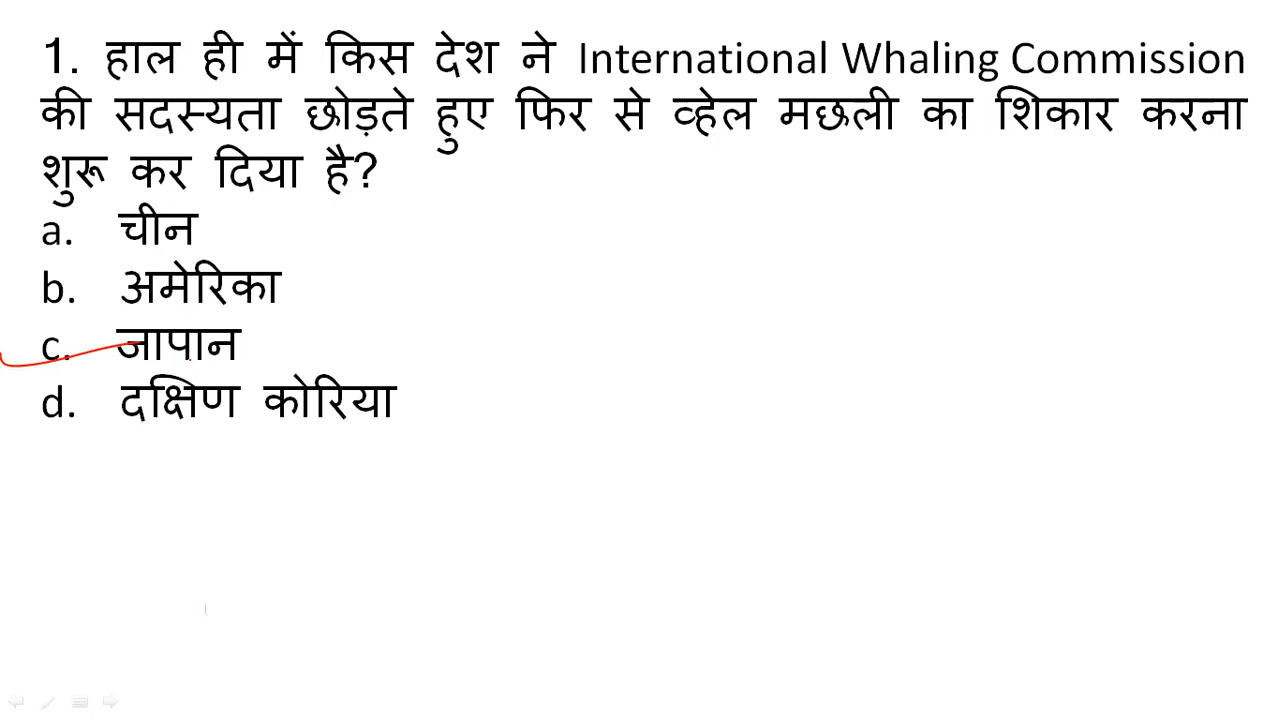 1. हाल ही में किस देश ने International Whaling Commission
की सदस्यता छोड़ते हुए फिर से व्हेल मछली का शिकार करना
शुरू कर दिया है?
a. चीन
b. अमेरिका
c. जापान
d. दक्षिण कोरिया